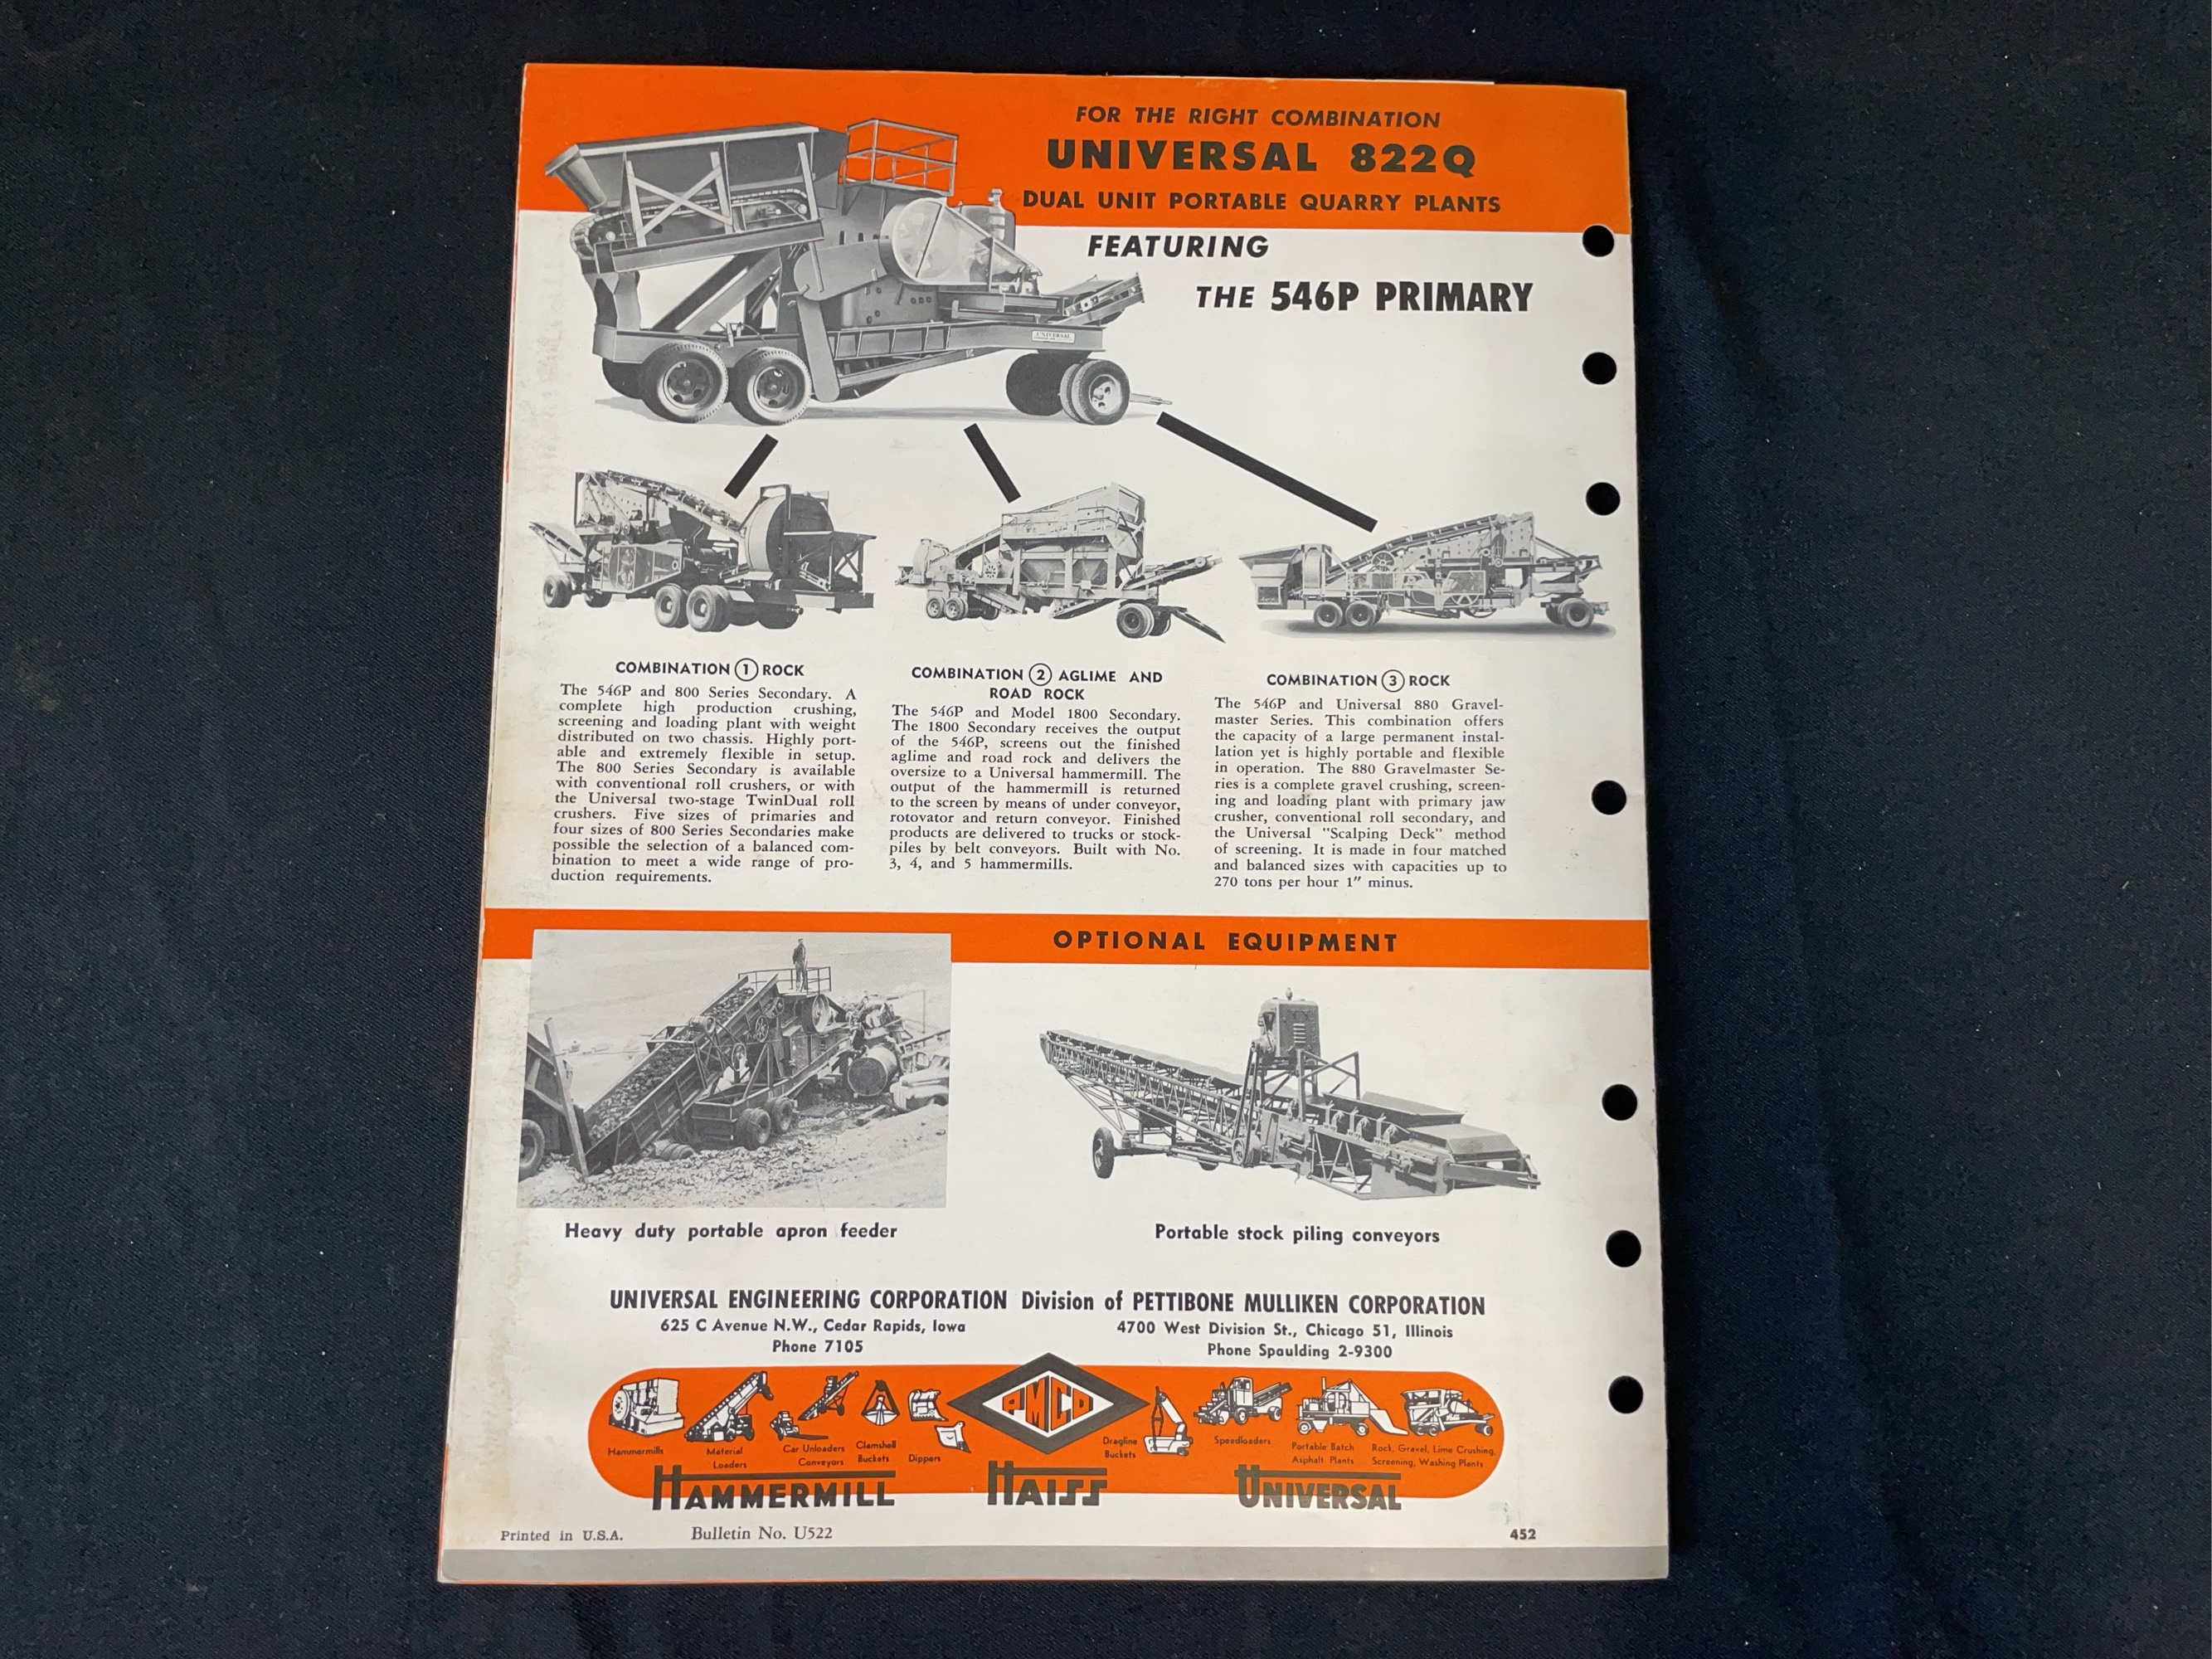 FOR THE RIGHT COMBINATION
UNIVERSAL 822Q
DUAL UNIT PORTABLE QUARRY PLANTS
FEATURING
THE 546P PRIMARY
UNIVERSAL
COMBINATION 1 ROCK
The 546P and 800 Series Secondary. A
complete high production crushing,
screening and loading plant with weight
distributed on two chassis. Highly port-
able and extremely flexible in setup.
The 800 Series Secondary is available
with conventional roll crushers, or with
the Universal two-stage TwinDual roll
crushers. Five sizes of primaries and
four sizes of 800 Series Secondaries make
possible the selection of a balanced com-
bination to meet a wide range of pro-
duction requirements.
COMBINATION 2 AGLIME AND
ROAD ROCK
The 546P and Model 1800 Secondary.
The 1800 Secondary receives the output
of the 546P, screens out the finished
aglime and road rock and delivers the
oversize to a Universal hammermill. The
output of the hammermill is returned
to the screen by means of under conveyor,
rotovator and return conveyor. Finished
products are delivered to trucks or stock-
piles by belt conveyors. Built with No.
3, 4, and 5 hammermills.
COMBINATION 3 ROCK
The 546P and Universal 880 Gravel-
master Series. This combination offers
the capacity of a large permanent instal-
lation yet is highly portable and flexible
in operation. The 880 Gravelmaster Se-
ries is a complete gravel crushing, screen-
ing and loading plant with primary jaw
crusher, conventional roll secondary, and
the Universal "Scalping Deck" method
of screening. It is made in four matched
and balanced sizes with capacities up to
270 tons per hour 1" minus.
OPTIONAL EQUIPMENT
Heavy duty portable apron feeder
Portable stock piling conveyors
UNIVERSAL ENGINEERING CORPORATION Division of PETTIBONE MULLIKEN CORPORATION
625 C Avenue N.W., Cedar Rapids, Iowa
Phone 7105
4700 West Division St., Chicago 51, Illinois
Phone Spaulding 2-9300
PMCO
Hammermills
Material
Loaders
Car Unloaders
Conveyors
Clamshell
Buckets
Dippers
Dragline
Buckets
Speedloaders
Portable Batch
Asphalt Plants
Rock, Gravel, Lime Crushing,
Screening, Washing Plants
HAMMERMILL
HAISS
UNIVERSAL
Printed in U.S.A.
Bulletin No. U522
452